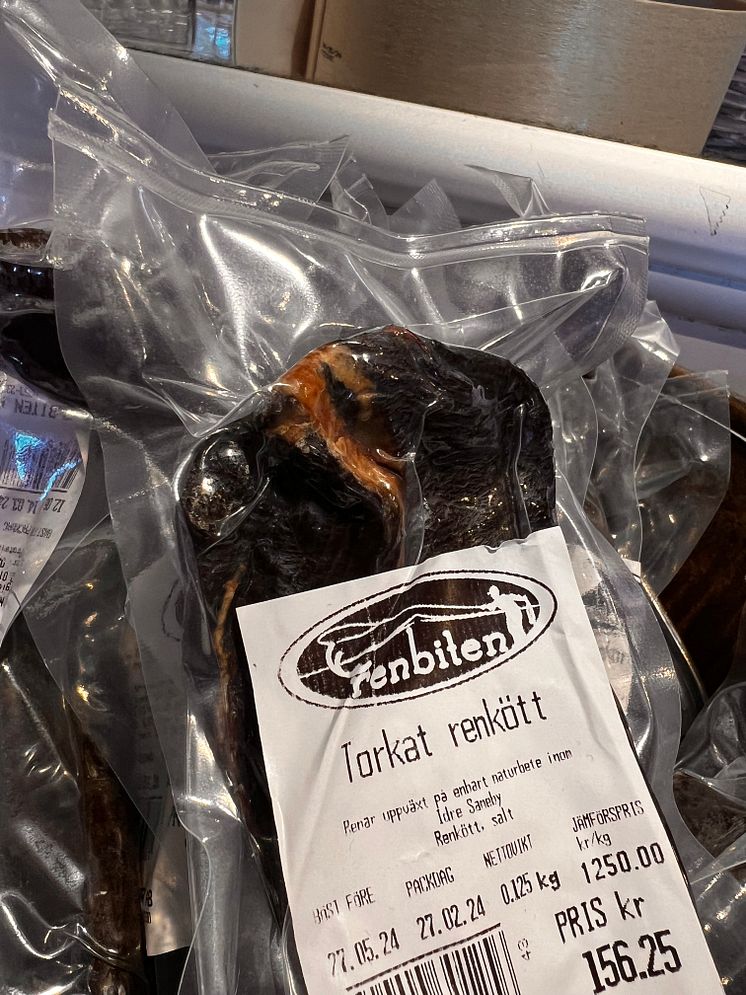 renbiten
Torkat renkött
Renar uppväxt på enbart naturbete inom
Idre Sameby
Renkött, salt
BÄST FÖRE PACKDAG NETTOVIKT JÄMFÖRSPRIS
kr/kg
27.05.24 27.02.24 0.125 kg 1250.00
PRIS kr
156.25
BITEN